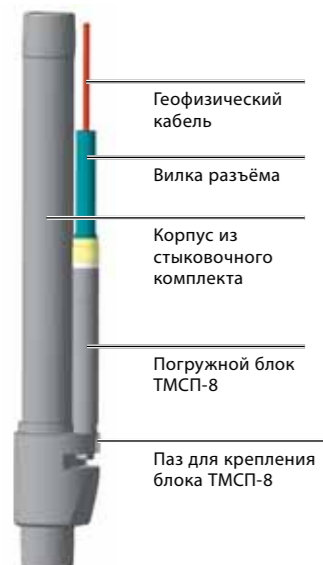 Геофизический
кабель
Вилка разъёма
Корпус из
стыковочного
комплекта
Погружной блок
ТМСП-8
Паз для крепления
блока ТМСП-8